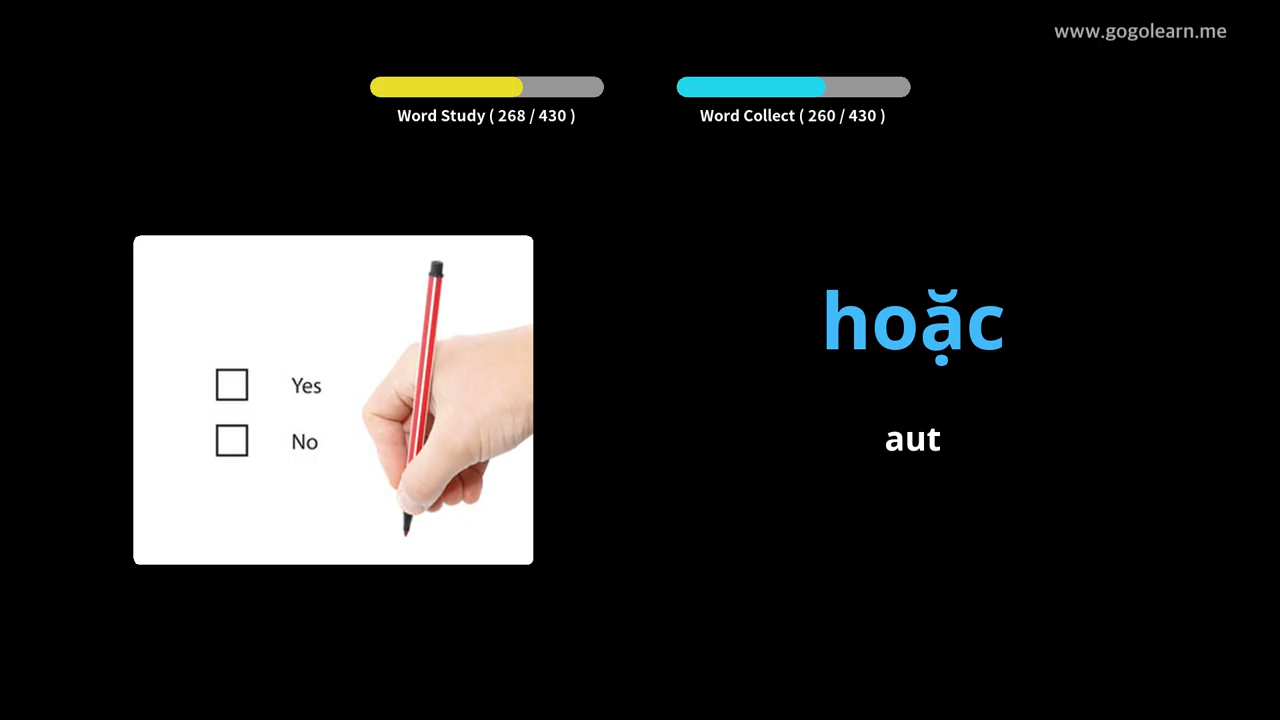 www.gogolearn.me
Word Study ( 268 / 430 )
Word Collect ( 260 / 430 )
Yes
No
hoặc
aut